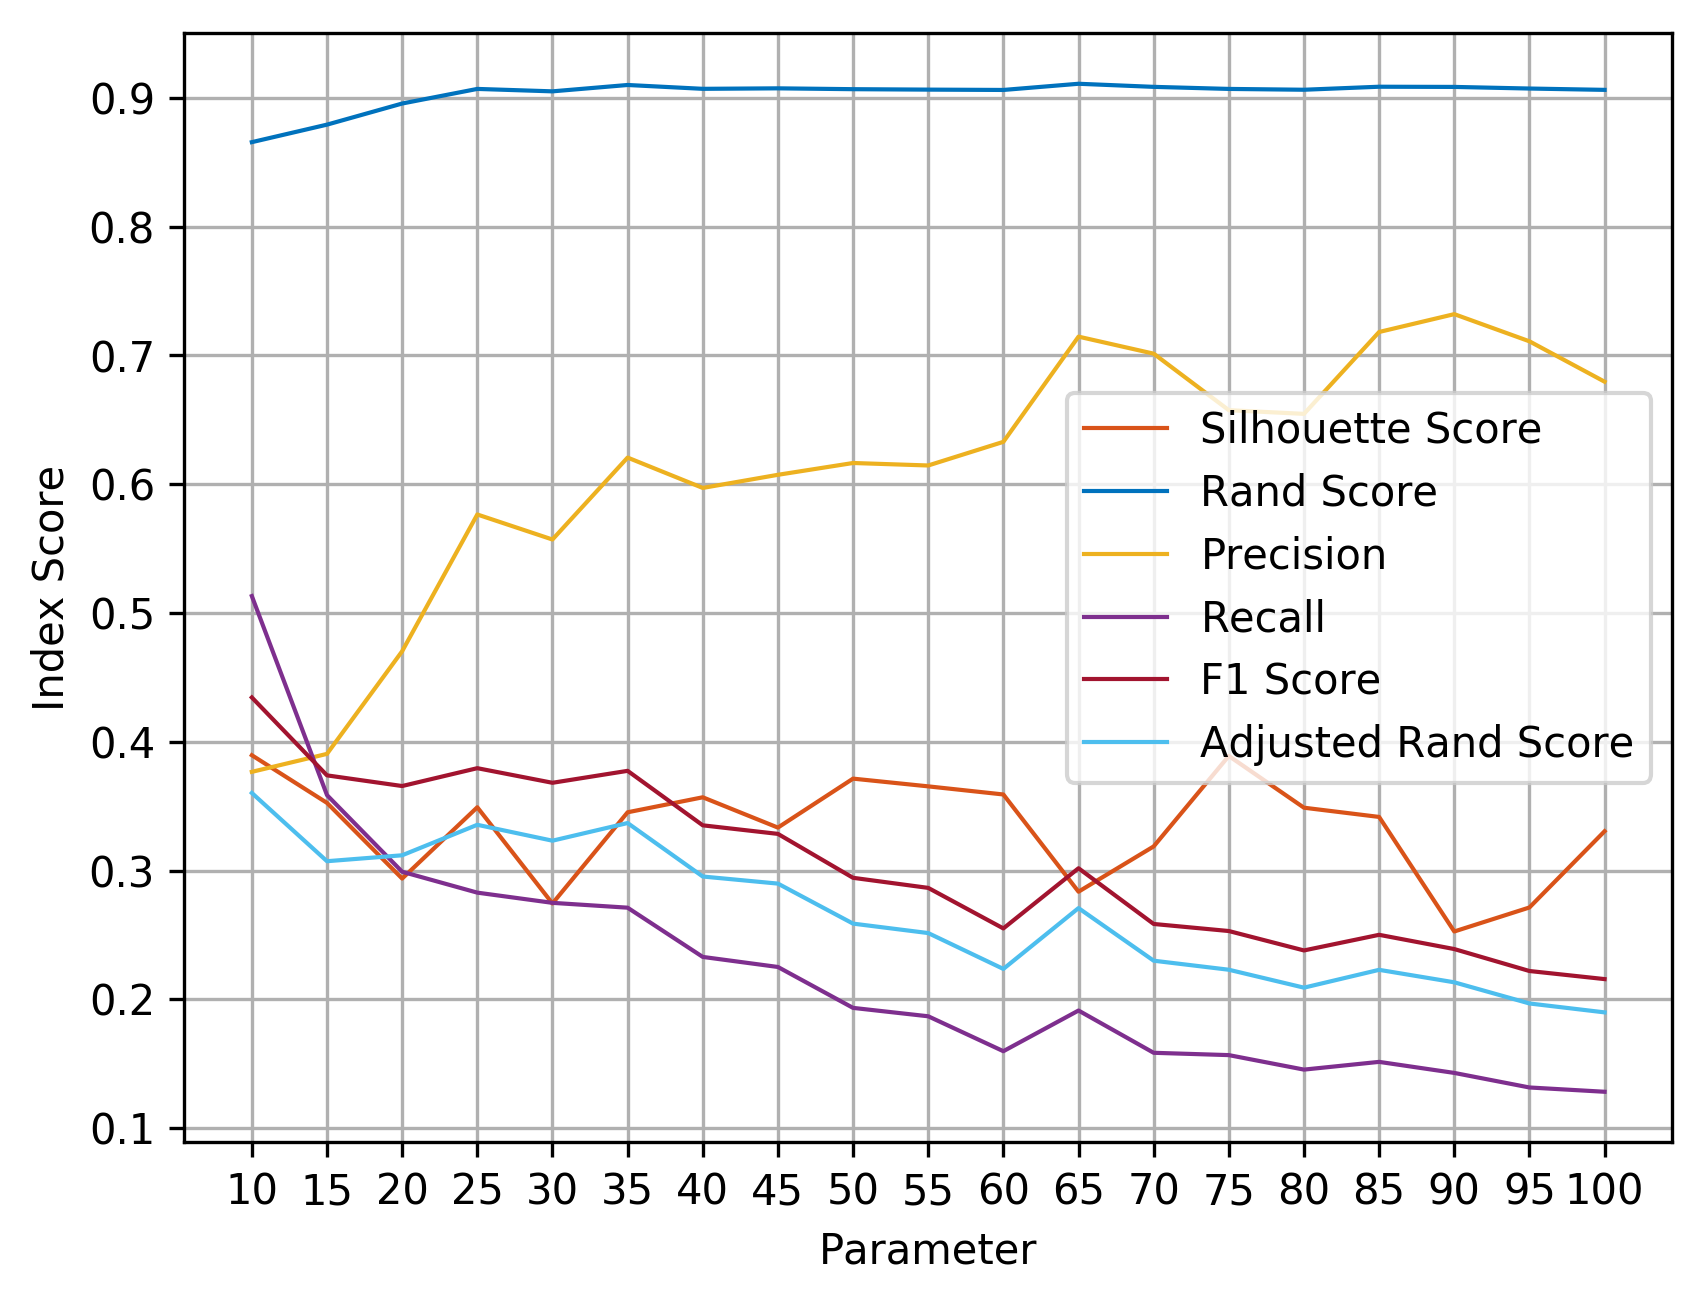 0.9
0.8
0.7
0.6
0.5
0.4
0.3
0.2
0.1
Index Score
Silhouette Score
Rand Score
Precision
Recall
F1 Score
Adjusted Rand Score
10 15 20 25 30 35 40 45 50 55 60 65 70 75 80 85 90 95 100
Parameter